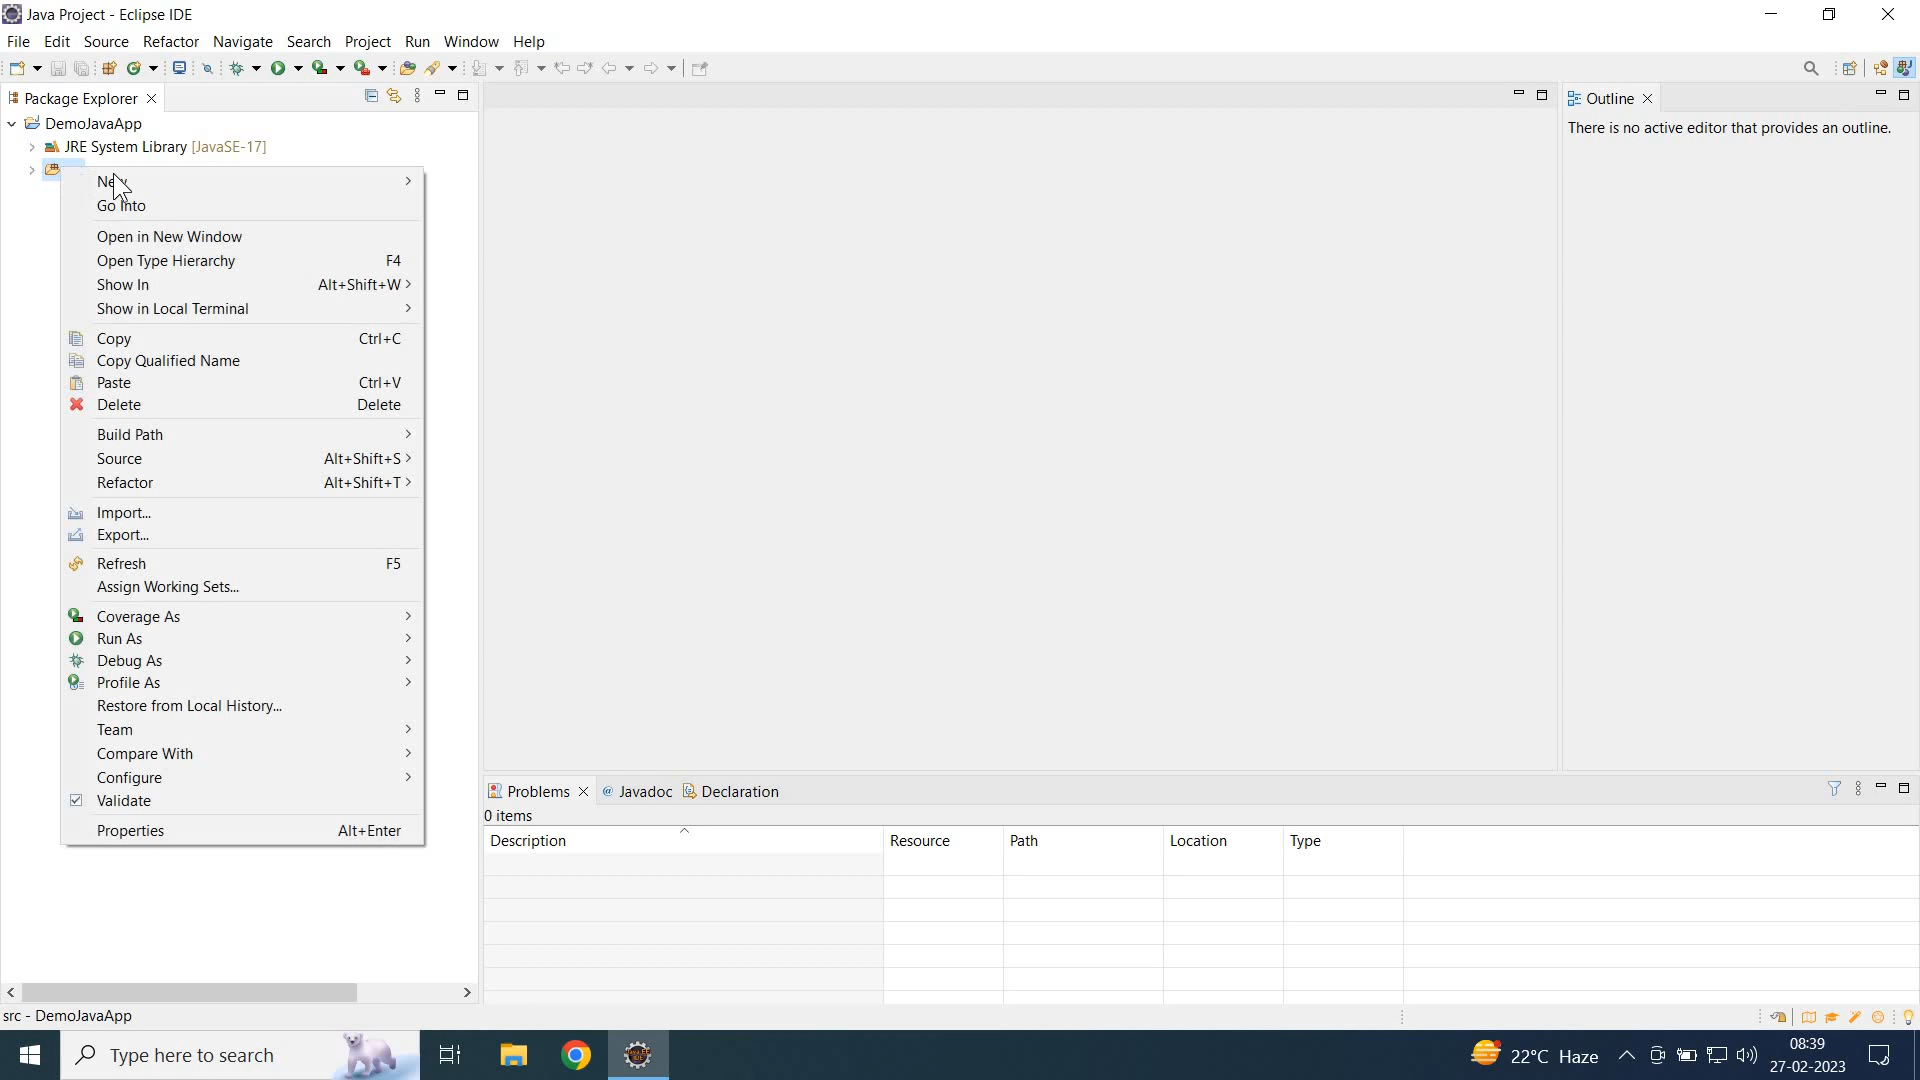 Java Project - Eclipse IDE
File Edit Source Refactor Navigate Search Project Run Window Help
Package Explorer
Outline
DemoJavaApp
There is no active editor that provides an outline.
JRE System Library [JavaSE-17]
New
Go Into
Open in New Window
Open Type Hierarchy F4
Show In Alt+Shift+W
Show in Local Terminal
Copy Ctrl+C
Copy Qualified Name
Paste Ctrl+V
Delete Delete
Build Path
Source Alt+Shift+S
Refactor Alt+Shift+T
Import...
Export...
Refresh F5
Assign Working Sets...
Coverage As
Run As
Debug As
Profile As
Restore from Local History...
Team
Compare With
Configure
Validate
Properties Alt+Enter
Problems @ Javadoc Declaration
0 items
Description Resource Path Location Type
src - DemoJavaApp
Type here to search
22°C Haze
08:39
27-02-2023